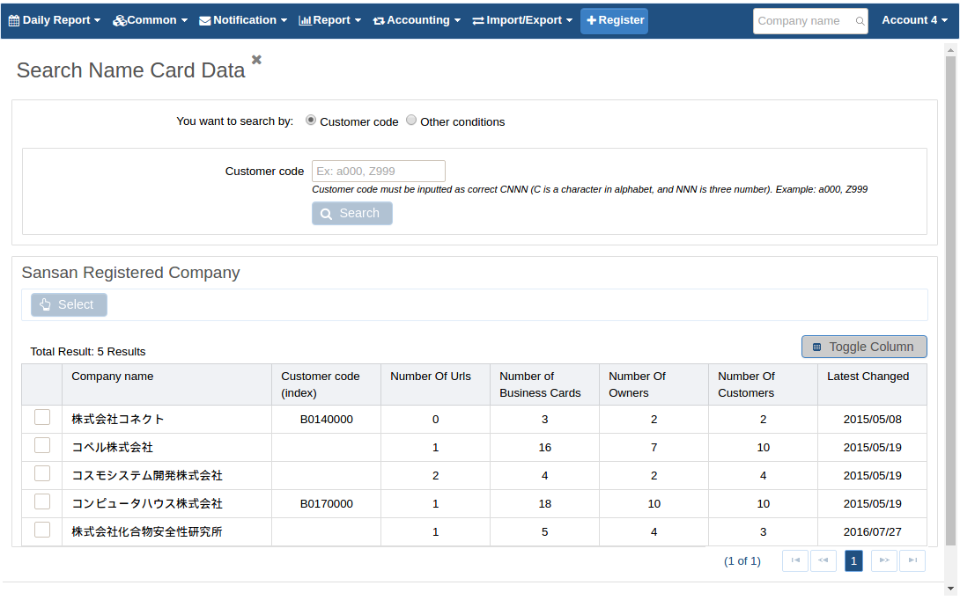 Daily Report Common Notification Report Accounting Import/Export Register Company name Account 4
Search Name Card Data
You want to search by: Customer code Other conditions
Customer code Ex: a000, Z999
Customer code must be inputted as correct CNNN (C is a character in alphabet, and NNN is three number). Example: a000, Z999
Search
Sansan Registered Company
Select
Total Result: 5 Results Toggle Column
Company name Customer code (index) Number Of Urls Number of Business Cards Number Of Owners Number Of Customers Latest Changed
株式会社コネクト B0140000 0 3 2 2 2015/05/08
コベル株式会社 1 16 7 10 2015/05/19
コスモシステム開発株式会社 2 4 2 4 2015/05/19
コンピュータハウス株式会社 B0170000 1 18 10 10 2015/05/19
株式会社化合物安全性研究所 1 5 4 3 2016/07/27
(1 of 1) 1